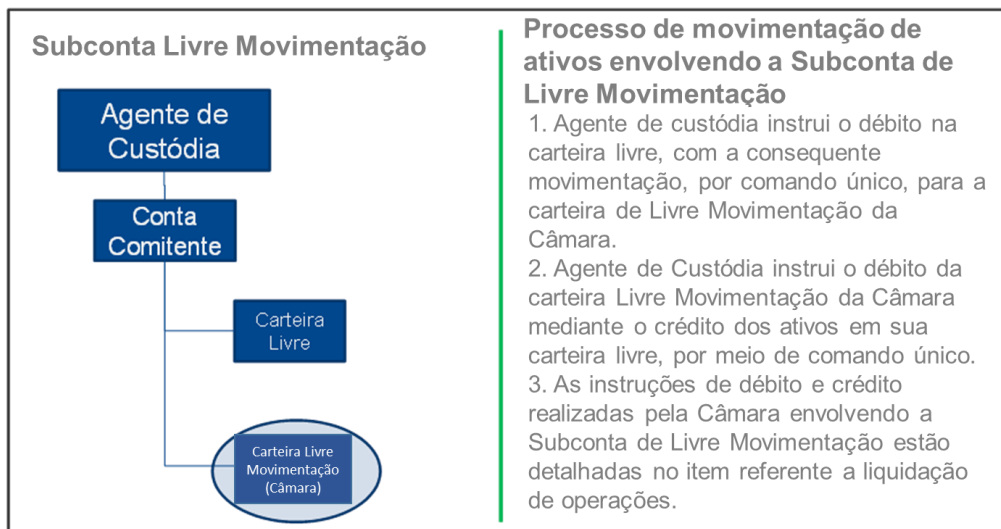 Subconta Livre Movimentação
Agente de
Custódia
Conta
Comitente
Carteira
Livre
Carteira Livre
Movimentação
(Câmara)
Processo de movimentação de
ativos envolvendo a Subconta de
Livre Movimentação
1. Agente de custódia instrui o débito na
carteira livre, com a consequente
movimentação, por comando único, para a
carteira de Livre Movimentação da
Câmara.
2. Agente de Custódia instrui o débito da
carteira Livre Movimentação da Câmara
mediante o crédito dos ativos em sua
carteira livre, por meio de comando único.
3. As instruções de débito e crédito
realizadas pela Câmara envolvendo a
Subconta de Livre Movimentação estão
detalhadas no item referente a liquidação
de operações.